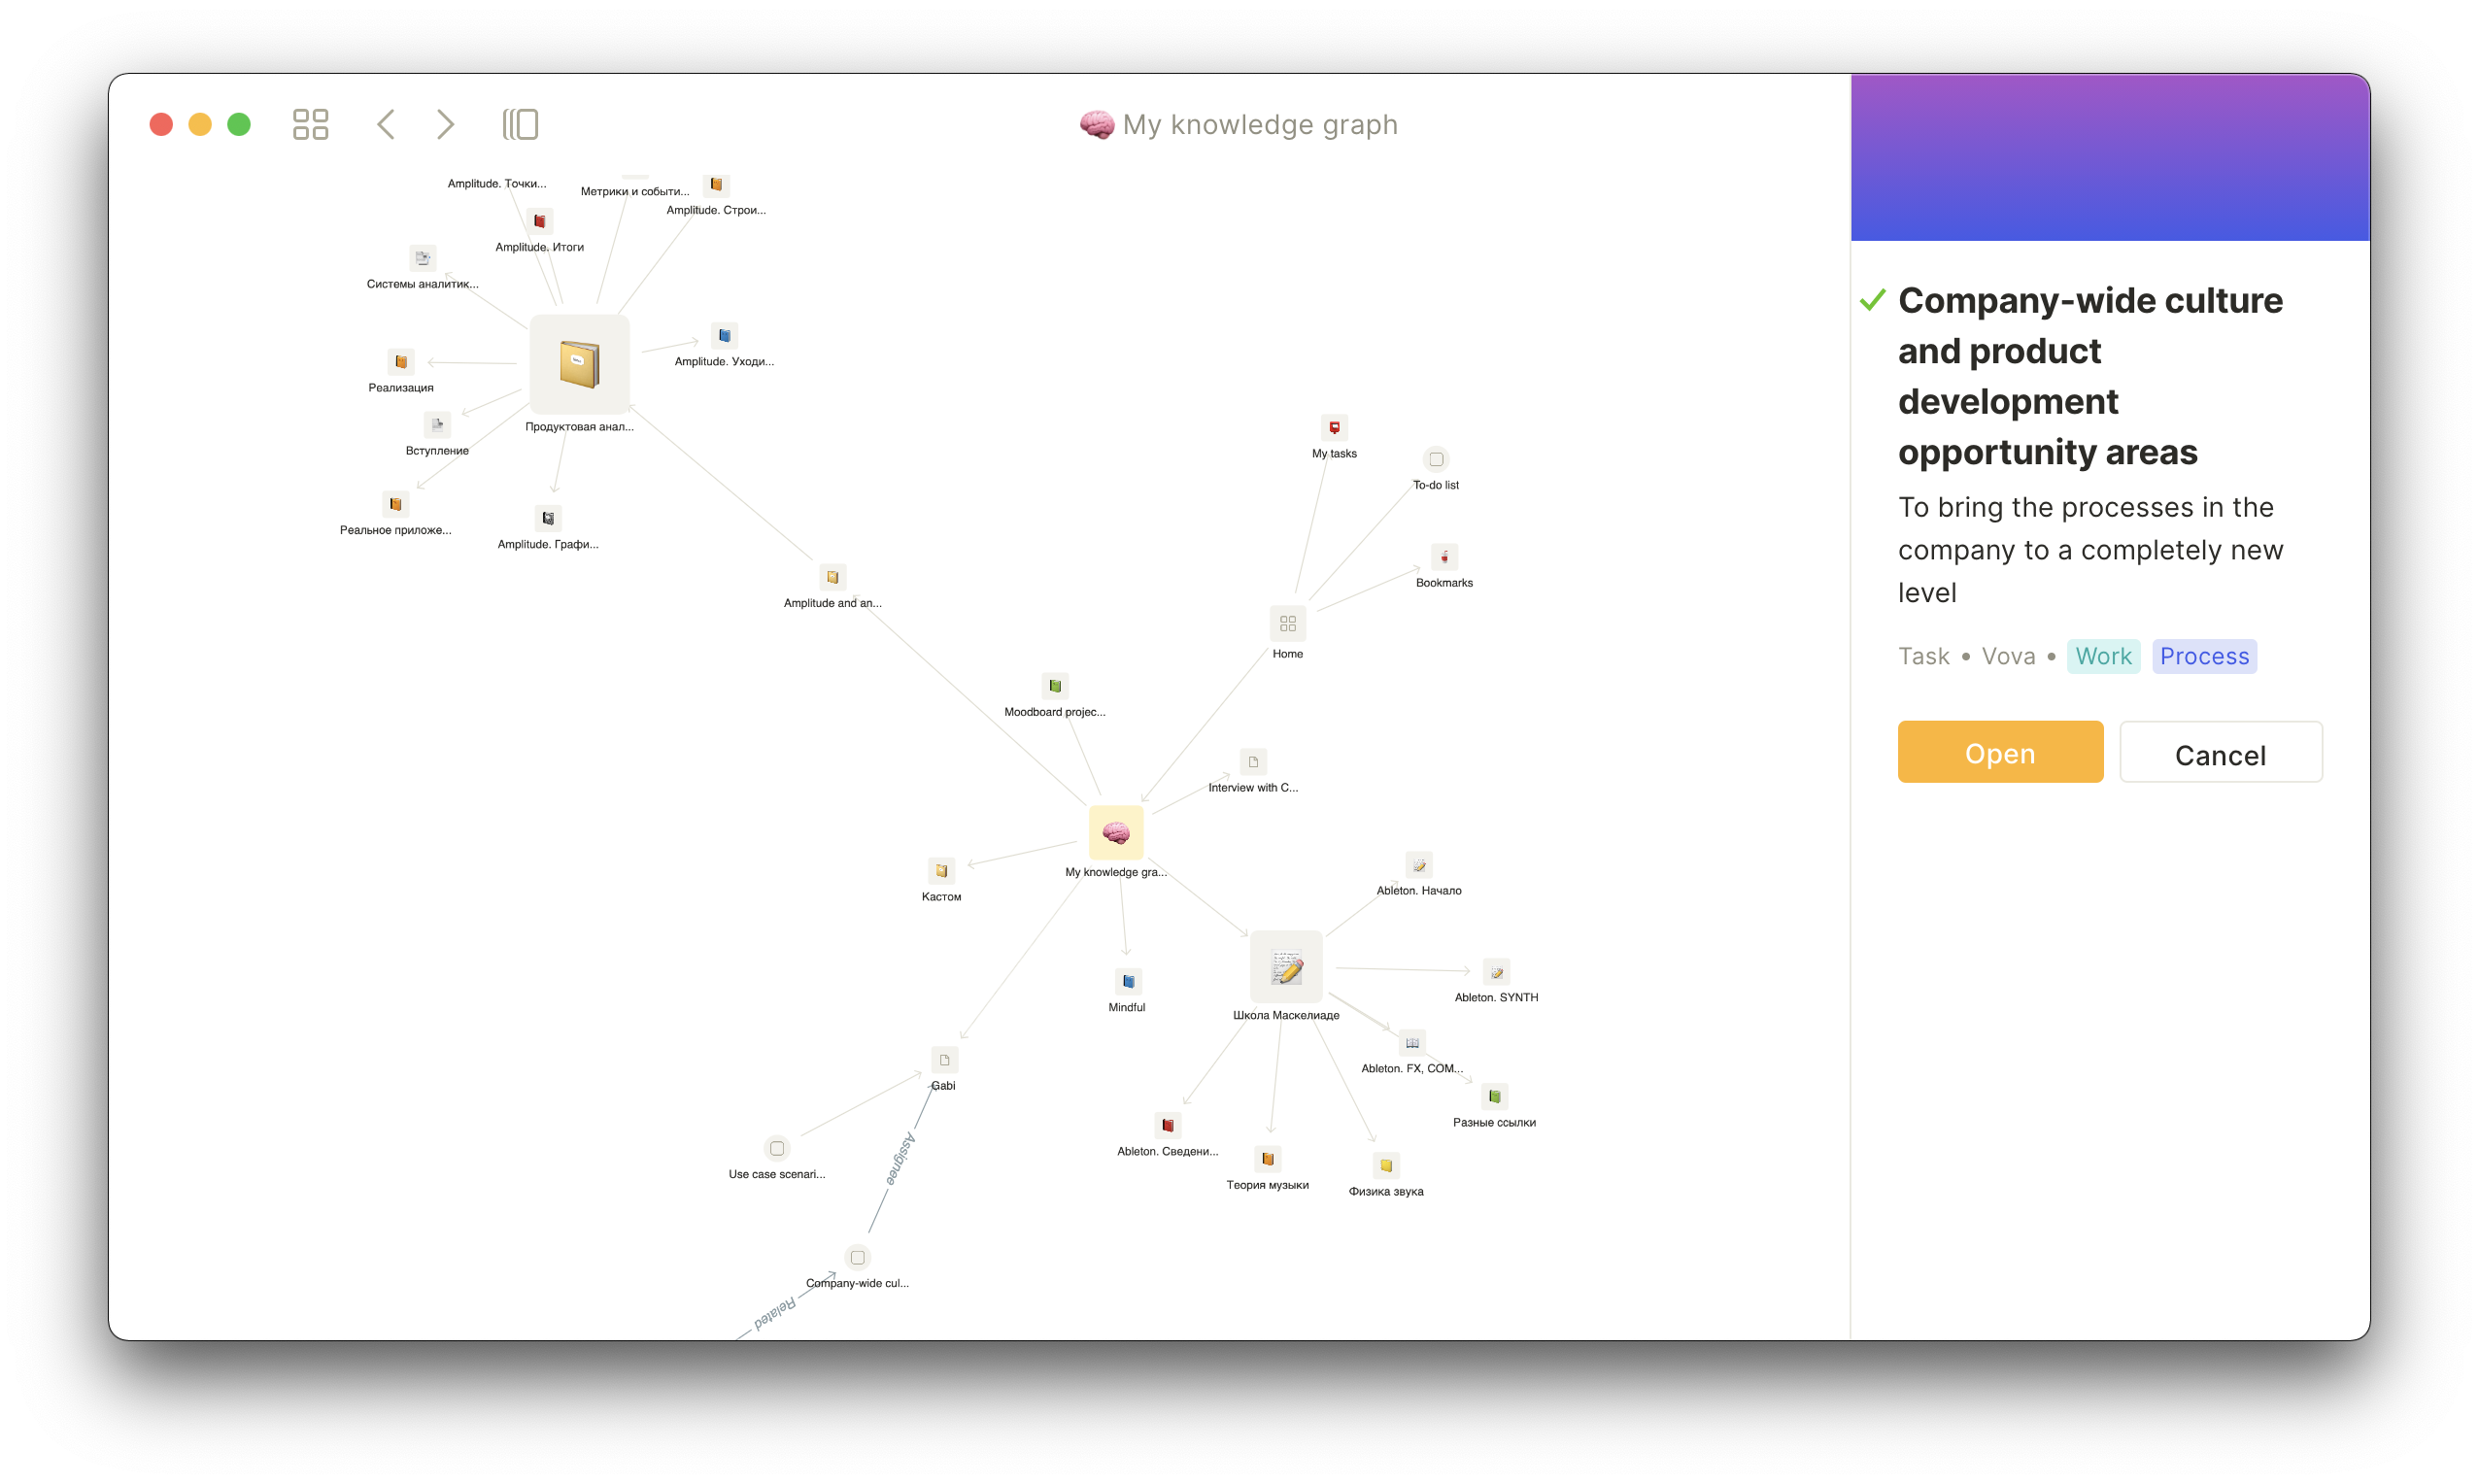 My knowledge graph
Amplitude. Точки...
Метрики и событи...
Amplitude. Строи...
Amplitude. Итоги
Системы аналитик...
Amplitude. Уходи...
Реализация
Продуктовая анал...
Вступление
Реальное приложе...
Amplitude. Графи...
Amplitude and an...
My tasks
To-do list
Bookmarks
Home
Moodboard projec...
Interview with C...
My knowledge gra...
Кастом
Ableton. Начало
Mindful
Школа Маскелиаде
Ableton. SYNTH
Ableton. FX, COM...
Разные ссылки
Gabi
Ableton. Сведени...
Теория музыки
Физика звука
Use case scenari...
Assignee
Company-wide cul...
Related
Company-wide culture
and product
development
opportunity areas
To bring the processes in the
company to a completely new
level
Task • Vova • Work Process
Open Cancel